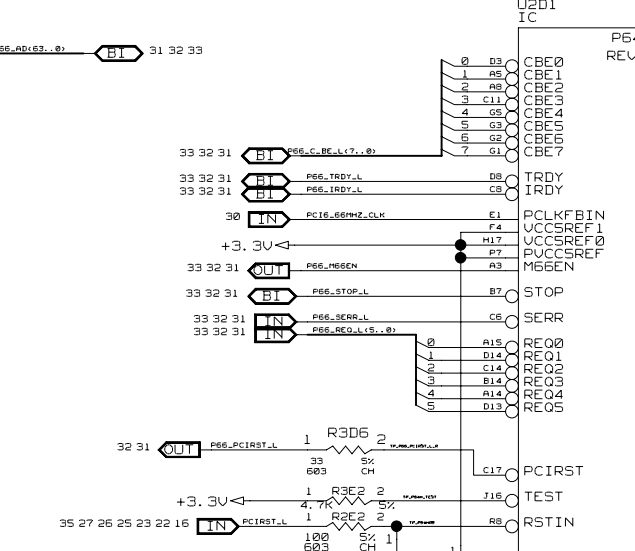 U2D1
IC
P64
REV
66_AD(63..0) BI 31 32 33
0 D3 CBE0
1 A5 CBE1
2 A8 CBE2
3 C11 CBE3
4 G5 CBE4
5 G3 CBE5
6 G2 CBE6
33 32 31 BI P66_C_BE_L(7..0) 7 G1 CBE7
33 32 31 BI P66_TRDY_L D8 TRDY
33 32 31 BI P66_IRDY_L C8 IRDY
30 IN PCI6_66MHZ_CLK E1 PCLKFBIN
F4 VCC5REF1
+3.3V H17 VCC5REF0
P7 PVCC5REF
33 32 31 OUT P66_M66EN A3 M66EN
33 32 31 BI P66_STOP_L B7 STOP
33 32 31 IN P66_SERR_L C6 SERR
33 32 31 IN P66_REQ_L(5..0)
0 A15 REQ0
1 D14 REQ1
2 C14 REQ2
3 B14 REQ3
4 A14 REQ4
5 D13 REQ5
R3D6
32 31 OUT P66_PCIRST_L 1 2
33 5%
603 CH
C17 PCIRST
+3.3V 1 R3E2 2 J16 TEST
4.7K 5%
35 27 26 25 23 22 16 IN PCIRST_L 1 R2E2 2 R8 RSTIN
100 5% 1
603 CH